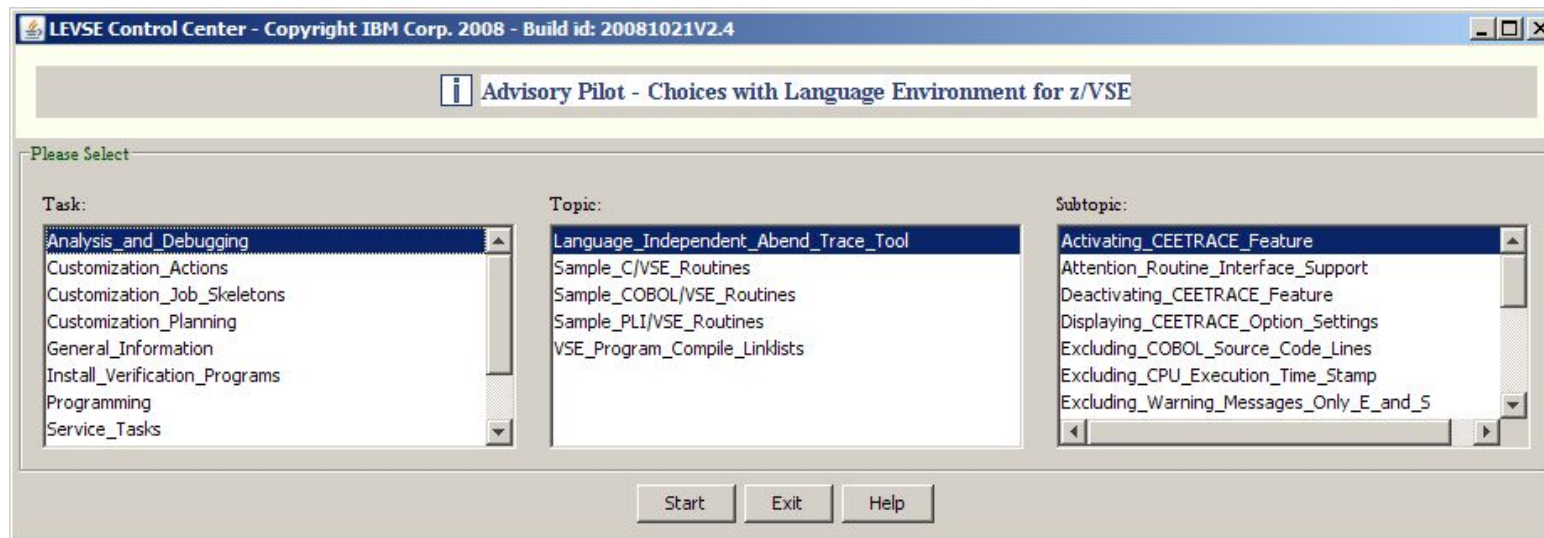 LEVSE Control Center - Copyright IBM Corp. 2008 - Build id: 20081021V2.4
i Advisory Pilot - Choices with Language Environment for z/VSE
Please Select
Task:
Analysis_and_Debugging
Customization_Actions
Customization_Job_Skeletons
Customization_Planning
General_Information
Install_Verification_Programs
Programming
Service_Tasks
Topic:
Language_Independent_Abend_Trace_Tool
Sample_C/VSE_Routines
Sample_COBOL/VSE_Routines
Sample_PLI/VSE_Routines
VSE_Program_Compile_Linklists
Subtopic:
Activating_CEETRACE_Feature
Attention_Routine_Interface_Support
Deactivating_CEETRACE_Feature
Displaying_CEETRACE_Option_Settings
Excluding_COBOL_Source_Code_Lines
Excluding_CPU_Execution_Time_Stamp
Excluding_Warning_Messages_Only_E_and_S
Start Exit Help